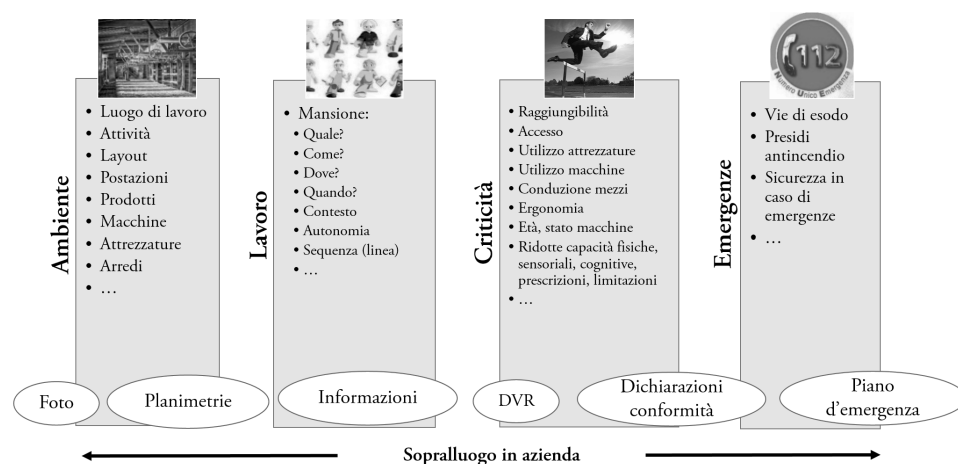 112
Numero Unico Emergenza
Ambiente
• Luogo di lavoro
• Attività
• Layout
• Postazioni
• Prodotti
• Macchine
• Attrezzature
• Arredi
• …
Lavoro
• Mansione:
• Quale?
• Come?
• Dove?
• Quando?
• Contesto
• Autonomia
• Sequenza (linea)
• …
Criticità
• Raggiungibilità
• Accesso
• Utilizzo attrezzature
• Utilizzo macchine
• Conduzione mezzi
• Ergonomia
• Età, stato macchine
• Ridotte capacità fisiche,
sensoriali, cognitive,
prescrizioni, limitazioni
• …
Emergenze
• Vie di esodo
• Presidi
antincendio
• Sicurezza in
caso di
emergenze
• …
Foto
Planimetrie
Informazioni
DVR
Dichiarazioni
conformità
Piano
d’emergenza
Sopralluogo in azienda